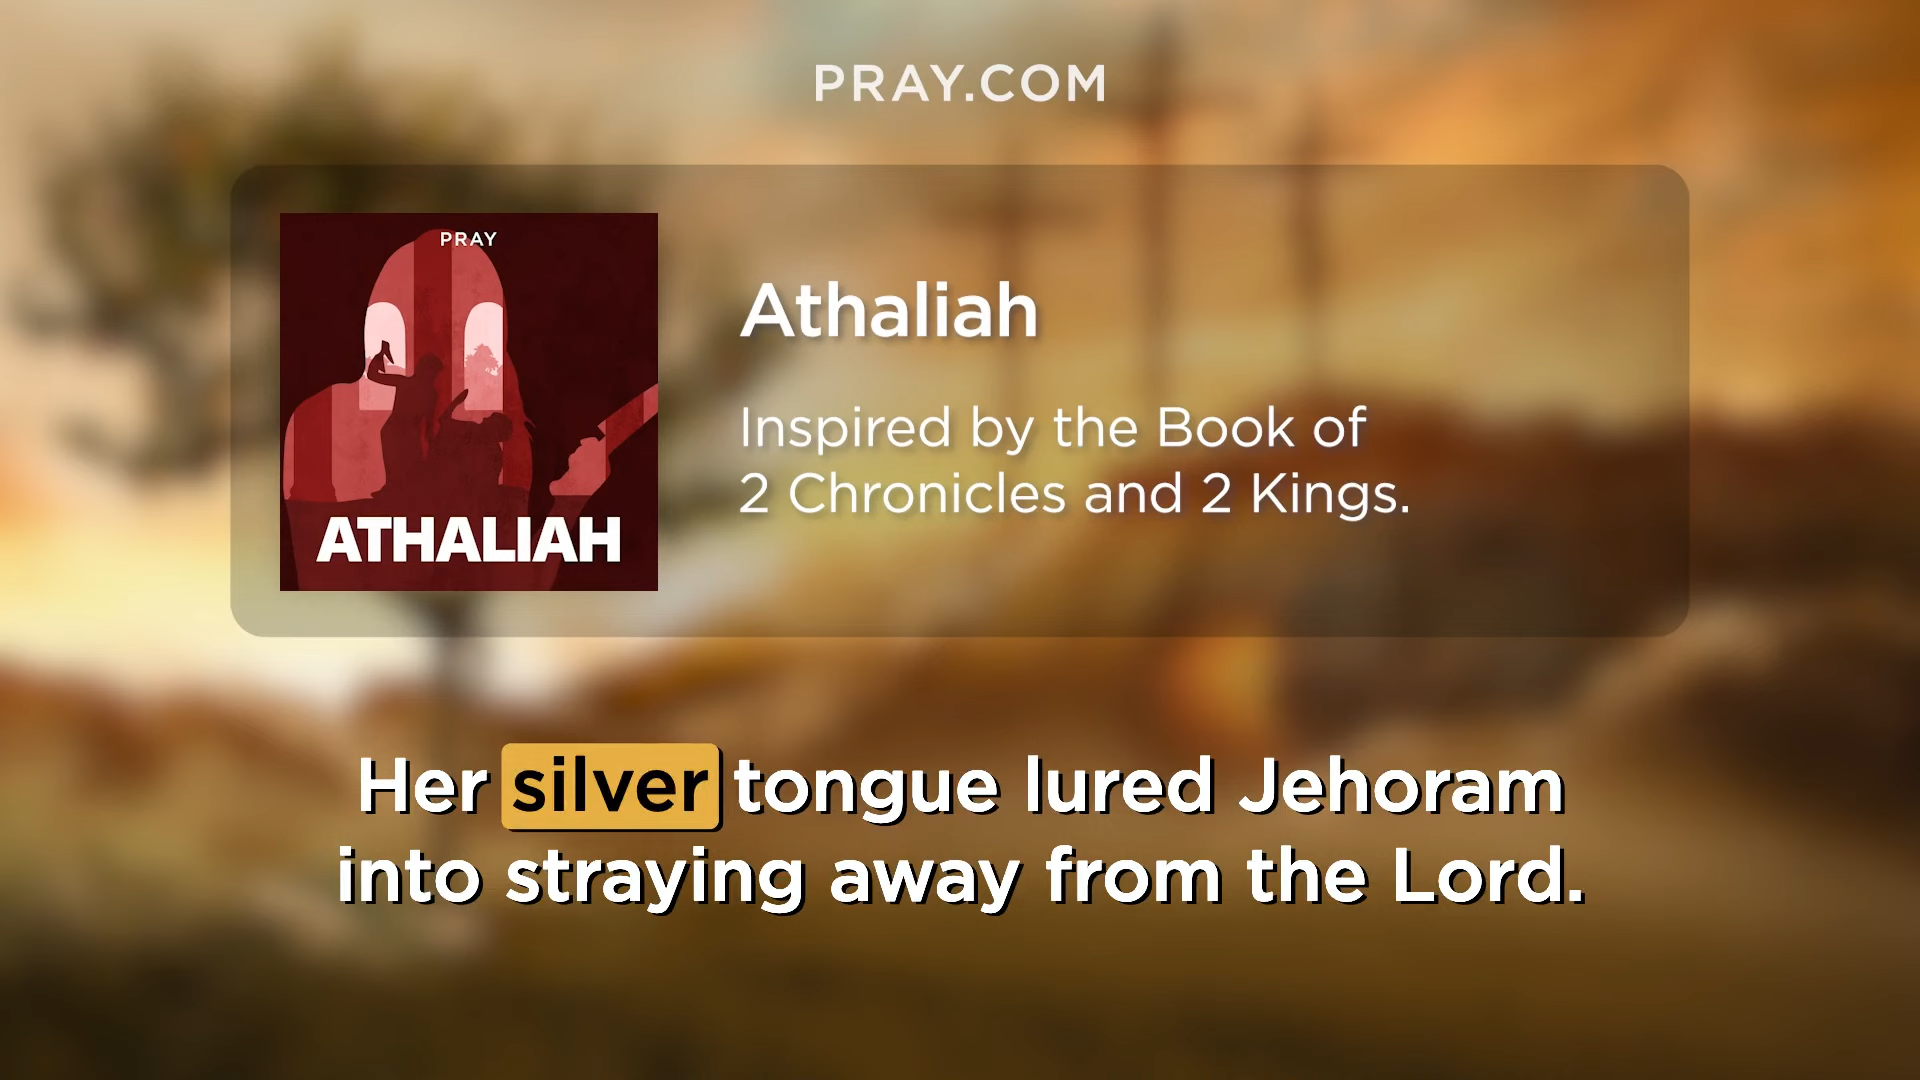 PRAY.COM
PRAY
ATHALIAH
Athaliah
Inspired by the Book of
2 Chronicles and 2 Kings.
Her silver tongue lured Jehoram
into straying away from the Lord.